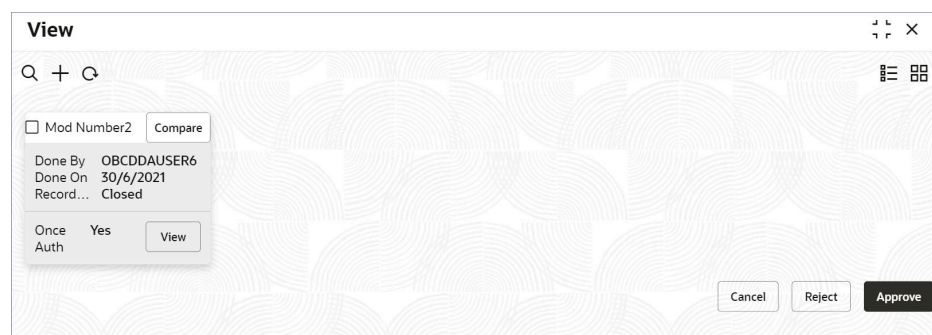 View
Mod Number2 Compare
Done By OBCDDAUSER6
Done On 30/6/2021
Record... Closed
Once Auth Yes View
Cancel Reject Approve